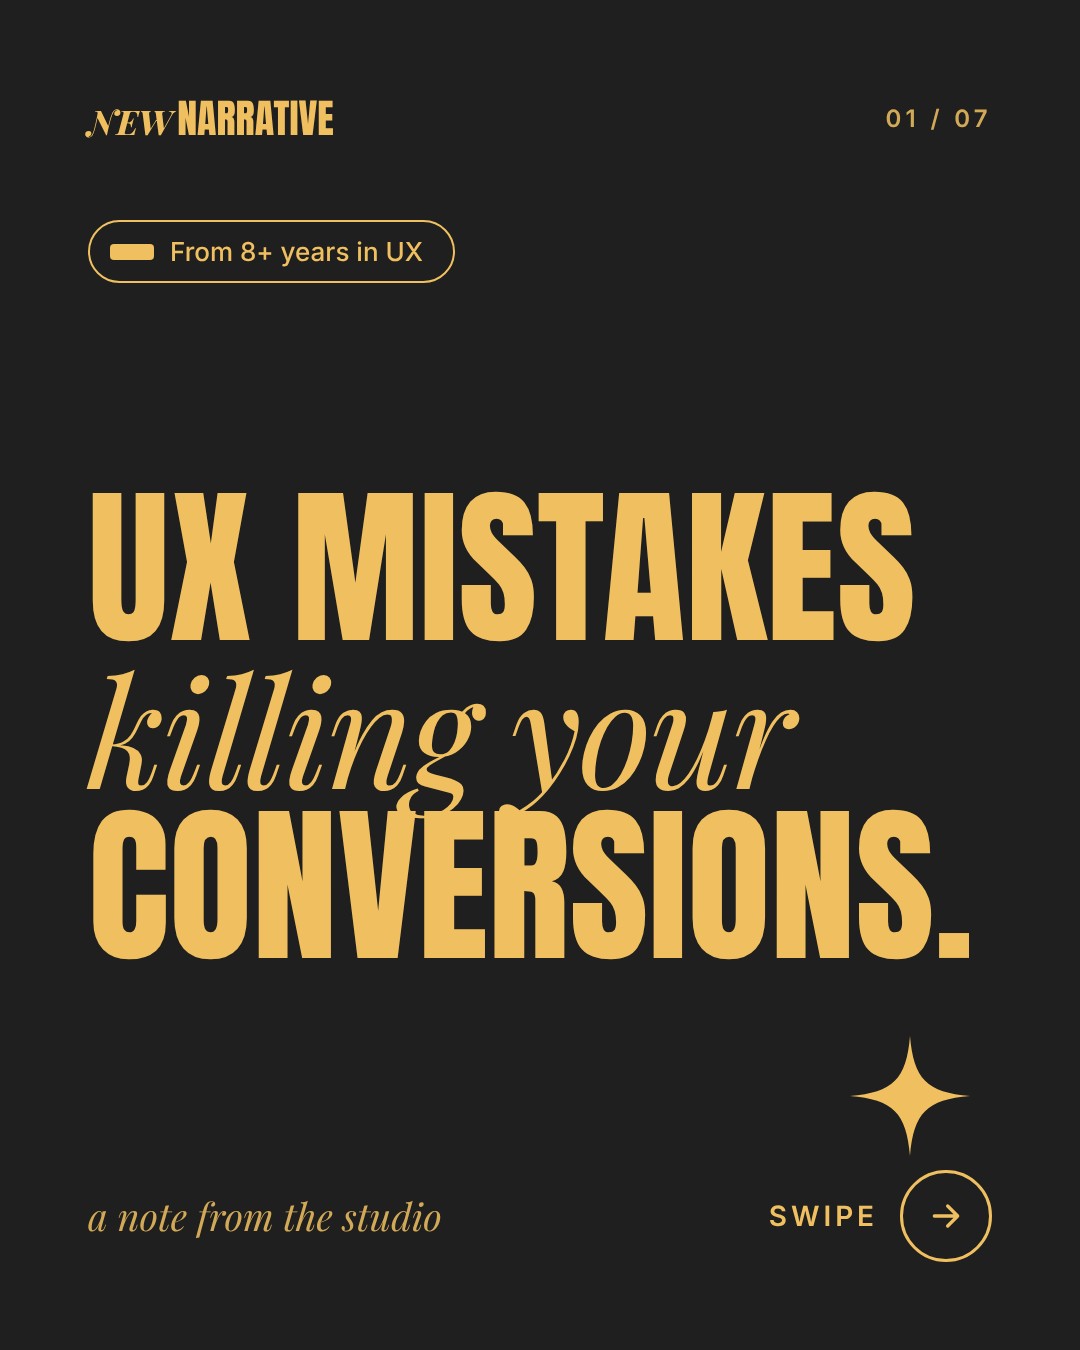 NEW NARRATIVE
01 / 07
From 8+ years in UX
UX MISTAKES
killing your
CONVERSIONS.
a note from the studio
SWIPE